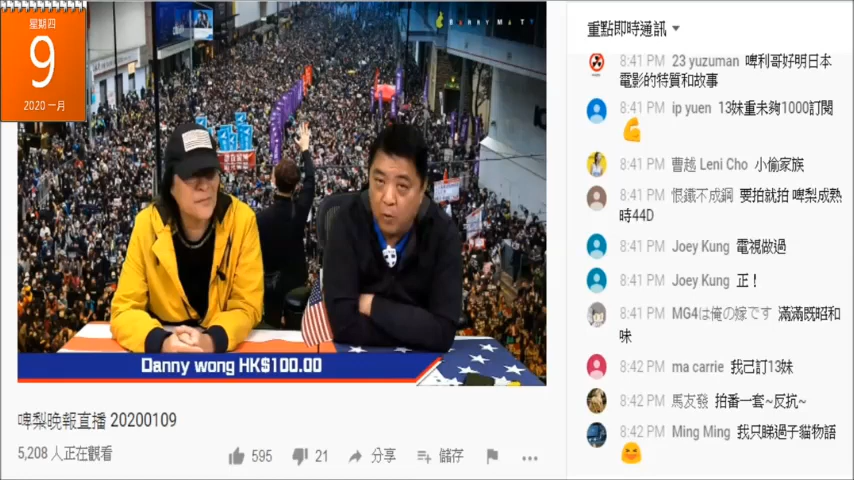 星期四
9
2020 一月
BARRYMA TV
Danny wong HK$100.00
啤梨晚報直播 20200109
5,208 人正在觀看
595
21
分享
儲存
重點即時通訊
8:41 PM 23 yuzuman 啤利哥好明日本
電影的特質和故事
8:41 PM ip yuen 13妹重未夠1000訂閱
8:41 PM 曹越 Leni Cho 小偷家族
8:41 PM 恨鐵不成鋼 要拍就拍 啤梨成熟
時44D
8:41 PM Joey Kung 電視做過
8:41 PM Joey Kung 正！
8:41 PM MG4は俺の嫁です 滿滿既昭和
味
8:42 PM ma carrie 我己訂13妹
8:42 PM 馬友發 拍番一套~反抗~
8:42 PM Ming Ming 我只睇過子貓物語